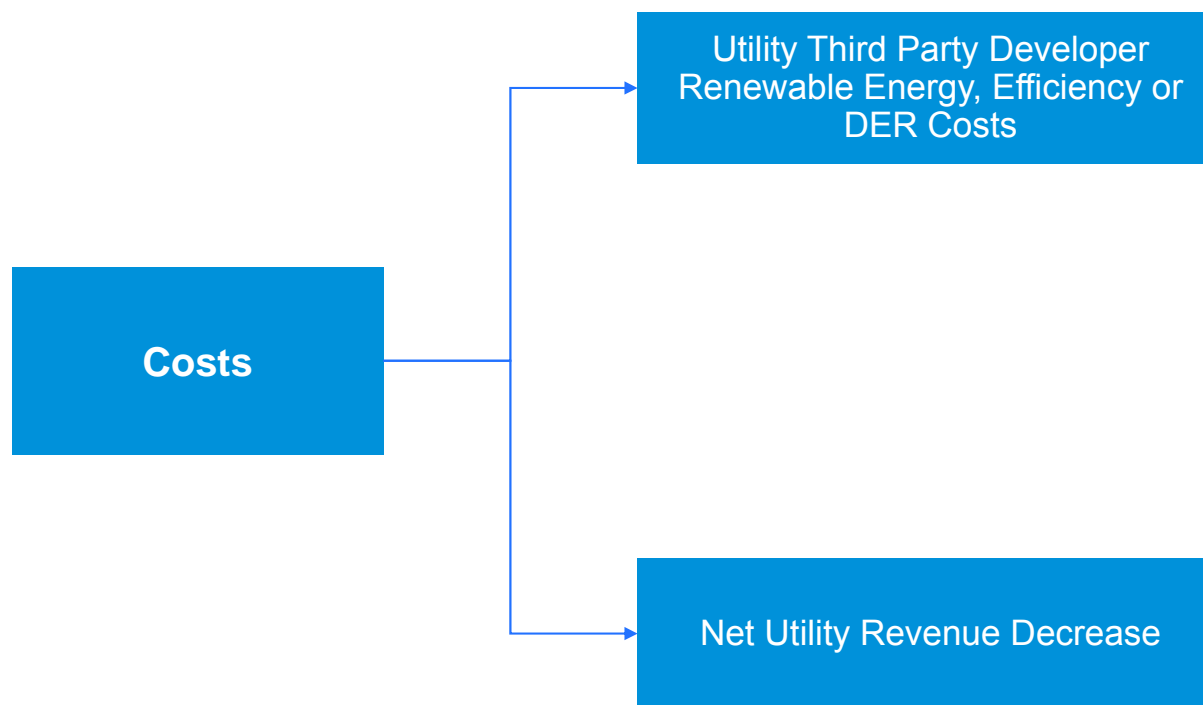 Utility Third Party Developer
Renewable Energy, Efficiency or
DER Costs
Costs
Net Utility Revenue Decrease